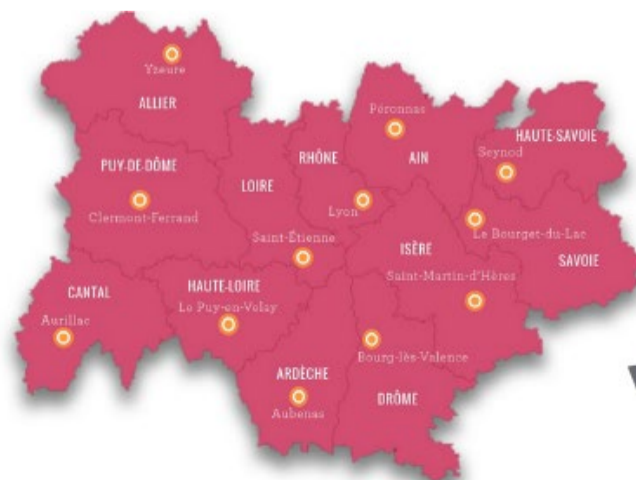 Yzeure
ALLIER
Péronnas
AIN
HAUTE-SAVOIE
Seynod
RHÔNE
PUY-DE-DÔME
LOIRE
Lyon
Clermont-Ferrand
Le Bourget-du-Lac
Saint-Étienne
ISÈRE
SAVOIE
Saint-Martin-d'Hères
CANTAL
HAUTE-LOIRE
Le Puy-en-Velay
Aurillac
Bourg-lès-Valence
ARDÈCHE
Aubenas
DRÔME